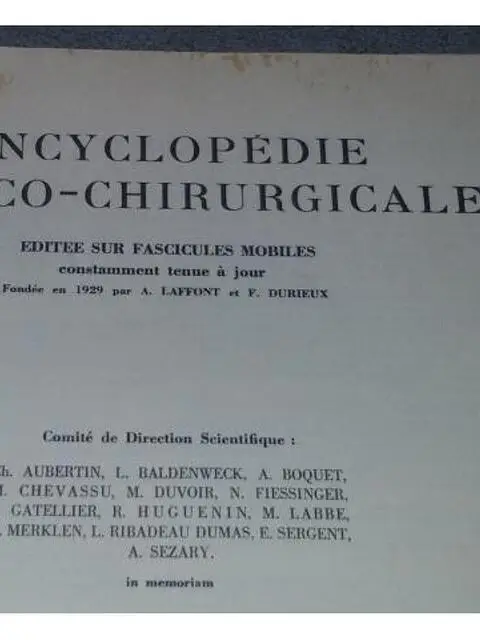 NCYCLOPÉDIE
CO-CHIRURGICALE
EDITEE SUR FASCICULES MOBILES
constamment tenue à jour
Fondée en 1929 par A. LAFFONT et F. DURIEUX
Comité de Direction Scientifique :
h. AUBERTIN, L. BALDENWECK, A. BOQUET,
CHEVASSU, M. DUVOIR, N. FIESSINGER,
GATELLIER, R. HUGUENIN, M. LABBE,
MERKLEN, L. RIBADEAU DUMAS, E. SERGENT,
A. SEZARY.
in memoriam